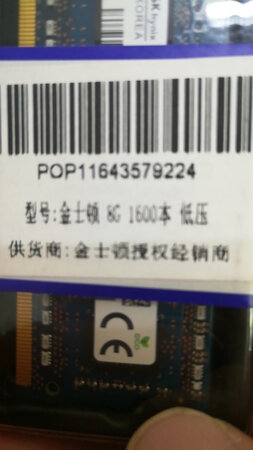 SK hynix
KOREA
POP11643579224
型号:金士顿 8G 1600本 低压
供货商:金士顿授权经销商
CE